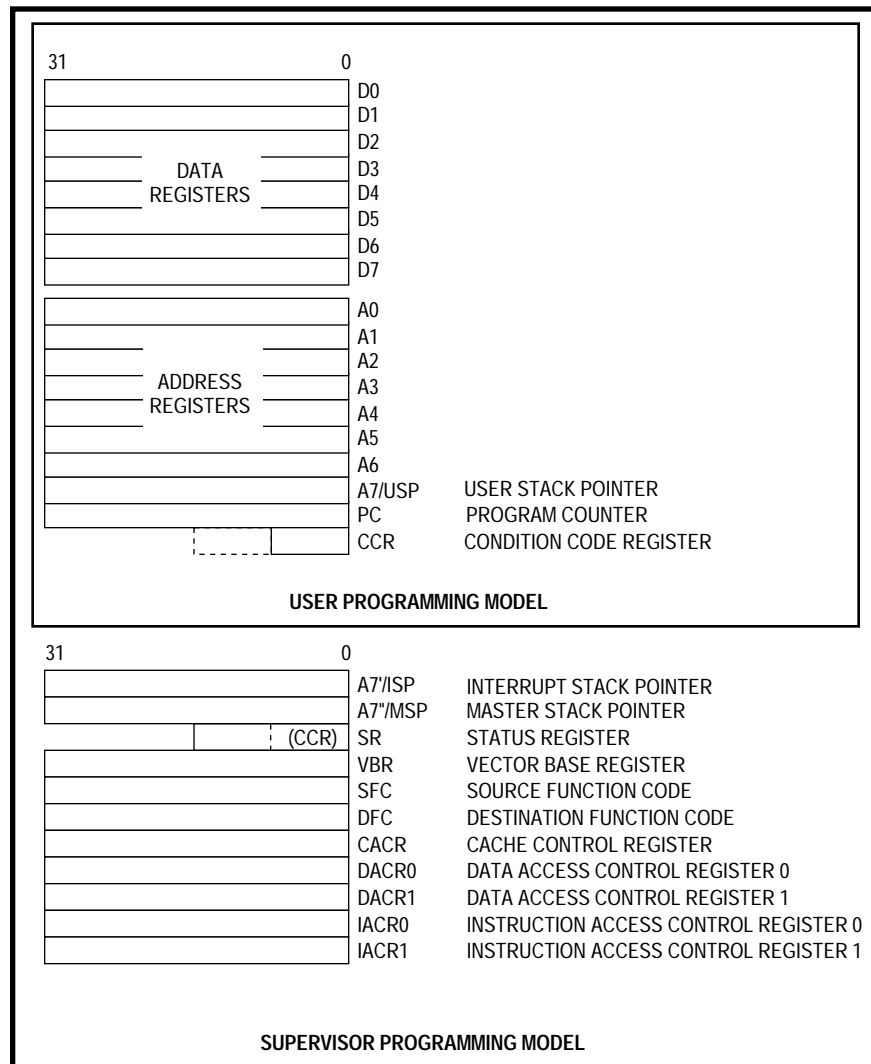 31 0
D0
D1
D2
D3
D4
D5
D6
D7
DATA
REGISTERS
A0
A1
A2
A3
A4
A5
A6
ADDRESS
REGISTERS
A7/USP USER STACK POINTER
PC PROGRAM COUNTER
CCR CONDITION CODE REGISTER
USER PROGRAMMING MODEL
31 0
A7'/ISP INTERRUPT STACK POINTER
A7"/MSP MASTER STACK POINTER
(CCR) SR STATUS REGISTER
VBR VECTOR BASE REGISTER
SFC SOURCE FUNCTION CODE
DFC DESTINATION FUNCTION CODE
CACR CACHE CONTROL REGISTER
DACR0 DATA ACCESS CONTROL REGISTER 0
DACR1 DATA ACCESS CONTROL REGISTER 1
IACR0 INSTRUCTION ACCESS CONTROL REGISTER 0
IACR1 INSTRUCTION ACCESS CONTROL REGISTER 1
SUPERVISOR PROGRAMMING MODEL